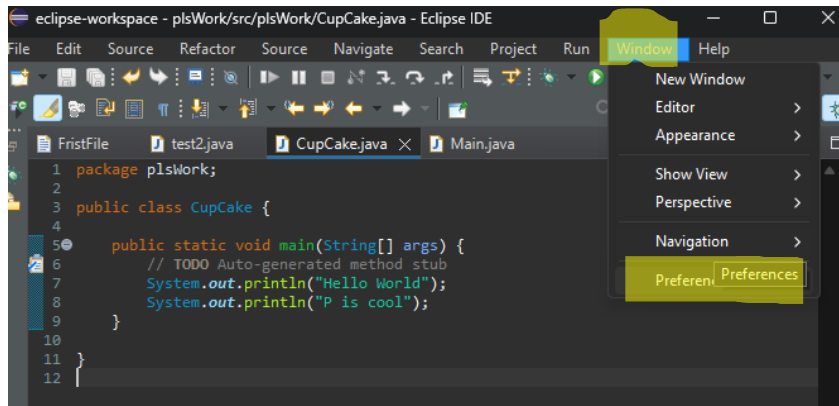 eclipse-workspace - plsWork/src/plsWork/CupCake.java - Eclipse IDE
File Edit Source Refactor Source Navigate Search Project Run Window Help
New Window
Editor
Appearance
Show View
Perspective
Navigation
Preferences
FristFile test2.java CupCake.java Main.java
1 package plsWork;
2
3 public class CupCake {
4
5 public static void main(String[] args) {
6 // TODO Auto-generated method stub
7 System.out.println("Hello World");
8 System.out.println("P is cool");
9 }
10
11 }
12